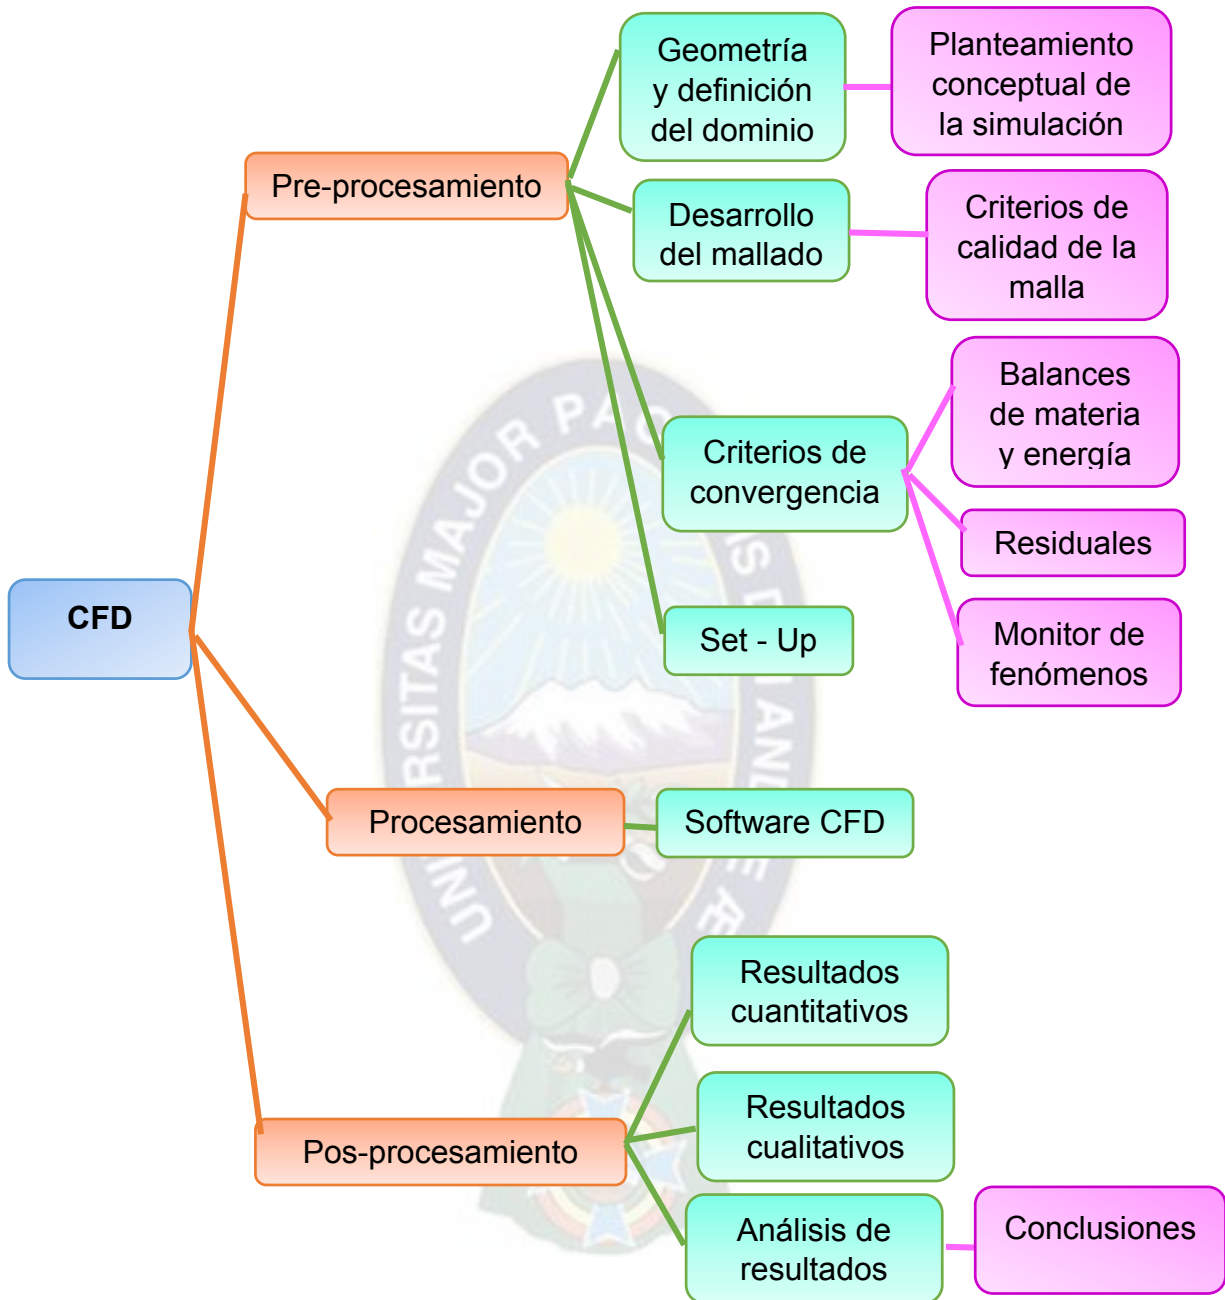 Geometría
y definición
del dominio
Planteamiento
conceptual de
la simulación
Pre-procesamiento
Desarrollo
del mallado
Criterios de
calidad de la
malla
Criterios de
convergencia
Balances
de materia
y energía
Residuales
Monitor de
fenómenos
Set - Up
CFD
Procesamiento
Software CFD
Pos-procesamiento
Resultados
cuantitativos
Resultados
cualitativos
Análisis de
resultados
Conclusiones